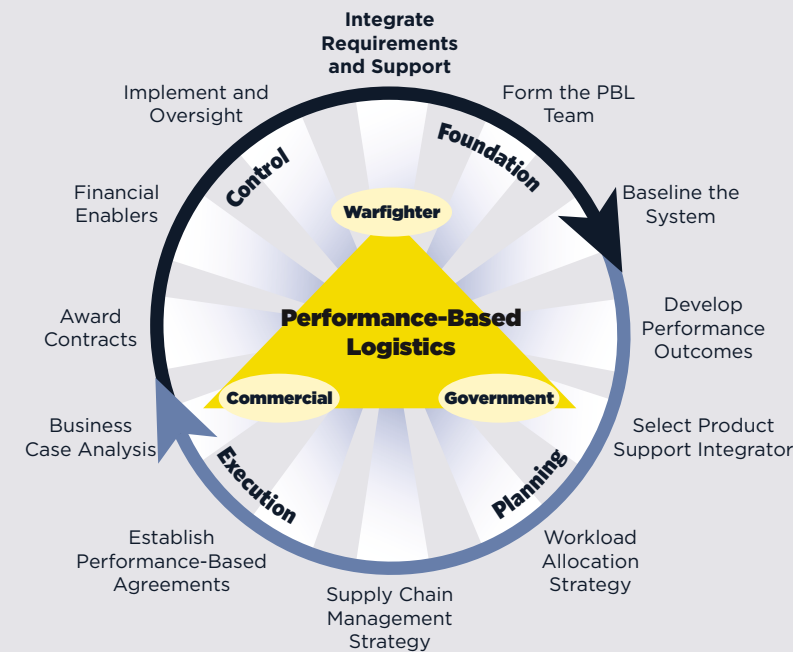 Integrate
Requirements
and Support
Form the PBL
Team
Baseline the
System
Develop
Performance
Outcomes
Select Product
Support Integrator
Workload
Allocation
Strategy
Supply Chain
Management
Strategy
Establish
Performance-Based
Agreements
Business
Case Analysis
Award
Contracts
Financial
Enablers
Implement and
Oversight
Foundation
Planning
Execution
Control
Warfighter
Performance-Based
Logistics
Commercial
Government